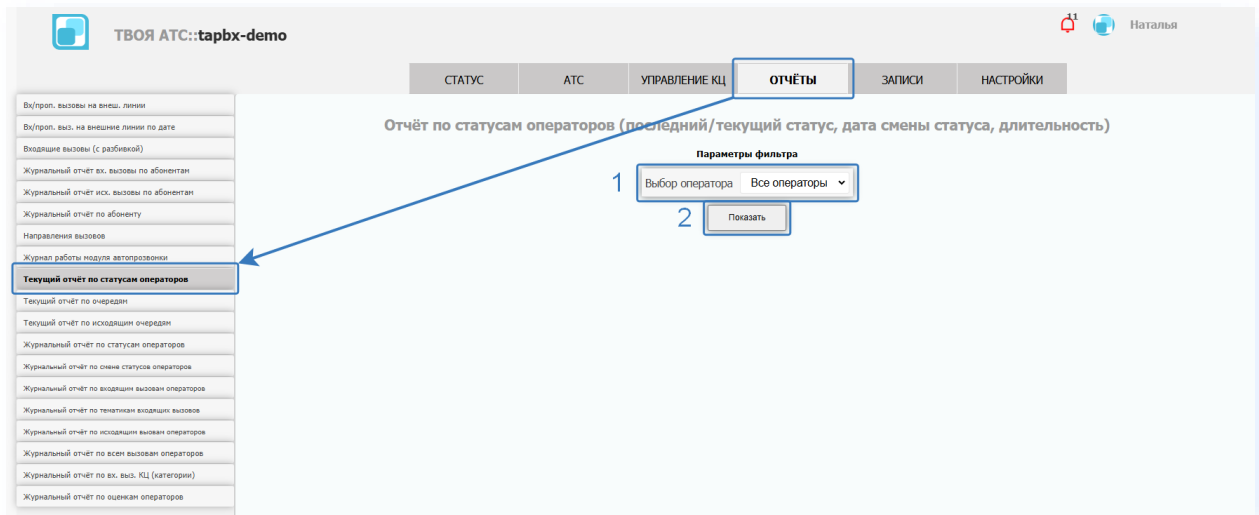 11
ТВОЯ АТС::tapbx-demo
Наталья
СТАТУС АТС УПРАВЛЕНИЕ КЦ ОТЧЁТЫ ЗАПИСИ НАСТРОЙКИ
Вх/проп. вызовы на внеш. линии
Вх/проп. выз. на внешние линии по дате
Входящие вызовы (с разбивкой)
Журнальный отчёт вх. вызовы по абонентам
Журнальный отчёт исх. вызовы по абонентам
Журнальный отчёт по абоненту
Направления вызовов
Журнал работы модуля автопрозвонки
Текущий отчёт по статусам операторов
Текущий отчёт по очередям
Текущий отчёт по исходящим очередям
Журнальный отчёт по статусам операторов
Журнальный отчёт по смене статусов операторов
Журнальный отчёт по входящим вызовам операторов
Журнальный отчёт по тематикам входящих вызовов
Журнальный отчёт по исходящим выовам операторов
Журнальный отчёт по всем вызовам операторов
Журнальный отчёт по вх. выз. КЦ (категории)
Журнальный отчёт по оценкам операторов
Отчёт по статусам операторов (последний/текущий статус, дата смены статуса, длительность)
Параметры фильтра
1 Выбор оператора Все операторы
2 Показать